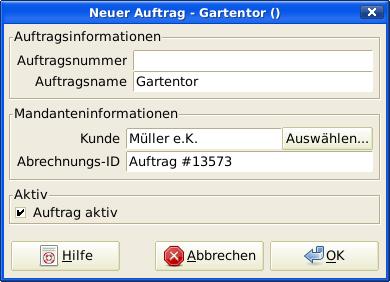 Neuer Auftrag - Gartentor ()
Auftragsinformationen
Auftragsnummer
Auftragsname Gartentor
Mandanteninformationen
Kunde Müller e.K. Auswählen...
Abrechnungs-ID Auftrag #13573
Aktiv
Auftrag aktiv
Hilfe Abbrechen OK